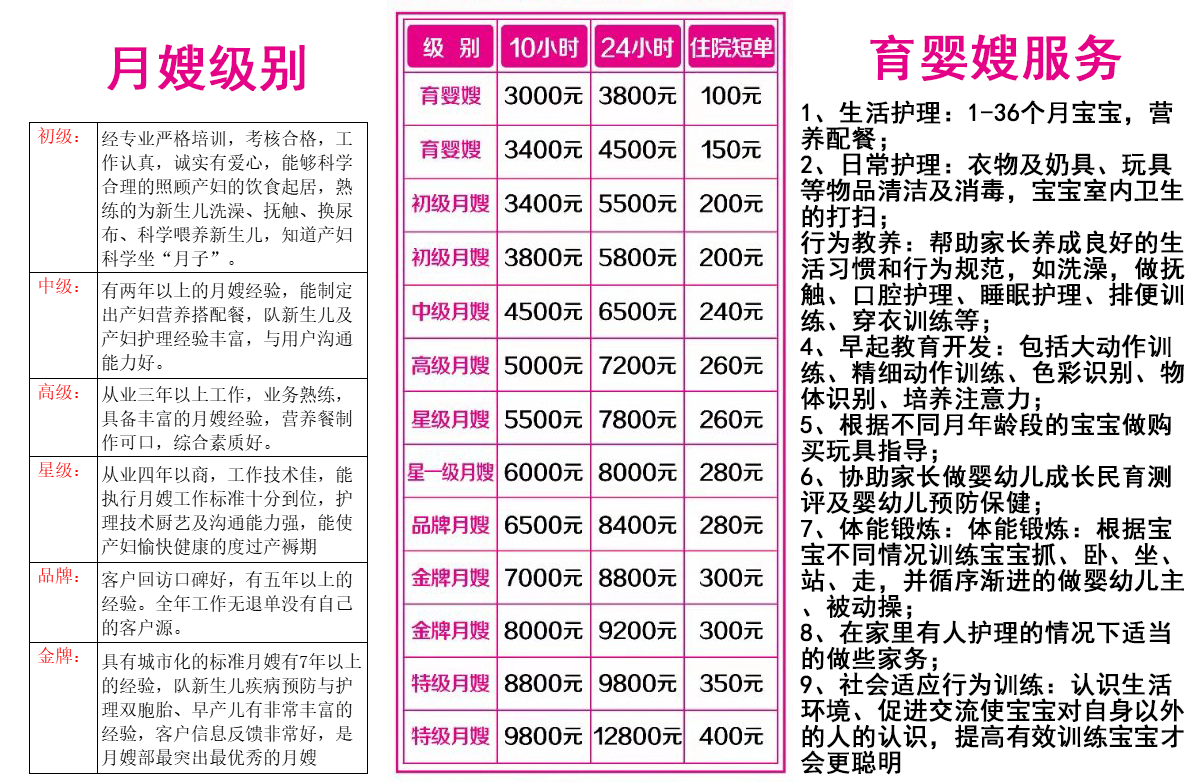 月嫂级别
初级：
经专业严格培训，考核合格，工
作认真，诚实有爱心，能够科学
合理的照顾产妇的饮食起居，熟
练的为新生儿洗澡、抚触、换尿
布、科学喂养新生儿，知道产妇
科学坐“月子”。
中级：
有两年以上的月嫂经验，能制定
出产妇营养搭配餐，队新生儿及
产妇护理经验丰富，与用户沟通
能力好。
高级：
从业三年以上工作，业务熟练，
具备丰富的月嫂经验，营养餐制
作可口，综合素质好。
星级：
从业四年以商，工作技术佳，能
执行月嫂工作标准十分到位，护
理技术厨艺及沟通能力强，能使
产妇愉快健康的度过产褥期
品牌：
客户回访口碑好，有五年以上的
经验。全年工作无退单没有自己
的客户源。
金牌：
具有城市化的标准月嫂有7年以上
的经验，队新生儿疾病预防与护
理双胞胎、早产儿有非常丰富的
经验，客户信息反馈非常好，是
月嫂部最突出最优秀的月嫂
级 别 10小时 24小时 住院短单
育婴嫂 3000元 3800元 100元
育婴嫂 3400元 4500元 150元
初级月嫂 3400元 5500元 200元
初级月嫂 3800元 5800元 200元
中级月嫂 4500元 6500元 240元
高级月嫂 5000元 7200元 260元
星级月嫂 5500元 7800元 260元
星一级月嫂 6000元 8000元 280元
品牌月嫂 6500元 8400元 280元
金牌月嫂 7000元 8800元 300元
金牌月嫂 8000元 9200元 300元
特级月嫂 8800元 9800元 350元
特级月嫂 9800元 12800元 400元
育婴嫂服务
1、生活护理：1-36个月宝宝，营
养配餐；
2、日常护理：衣物及奶具、玩具
等物品清洁及消毒，宝宝室内卫生
的打扫；
行为教养：帮助家长养成良好的生
活习惯和行为规范，如洗澡，做抚
触、口腔护理、睡眠护理、排便训
练、穿衣训练等；
4、早起教育开发：包括大动作训
练、精细动作训练、色彩识别、物
体识别、培养注意力；
5、根据不同月年龄段的宝宝做购
买玩具指导；
6、协助家长做婴幼儿成长民育测
评及婴幼儿预防保健；
7、体能锻炼：体能锻炼：根据宝
宝不同情况训练宝宝抓、卧、坐、
站、走，并循序渐进的做婴幼儿主
、被动操；
8、在家里有人护理的情况下适当
的做些家务；
9、社会适应行为训练：认识生活
环境、促进交流使宝宝对自身以外
的人的认识，提高有效训练宝宝才
会更聪明